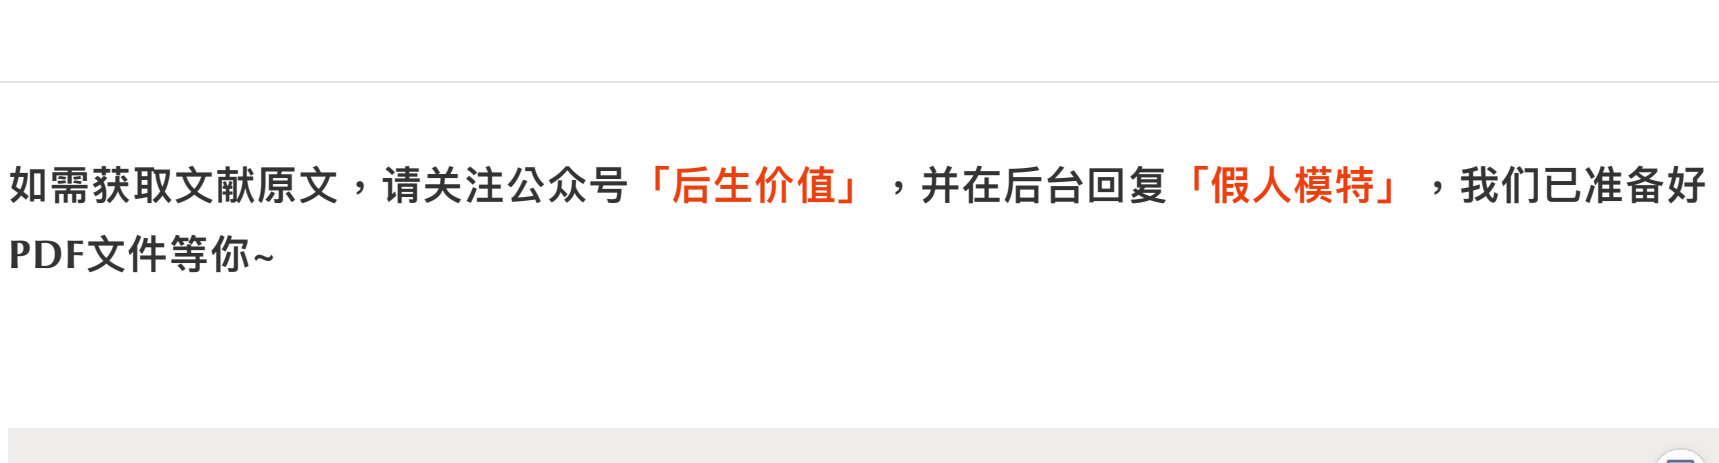 如需获取文献原文，请关注公众号「后生价值」，并在后台回复「假人模特」，我们已准备好
PDF文件等你~